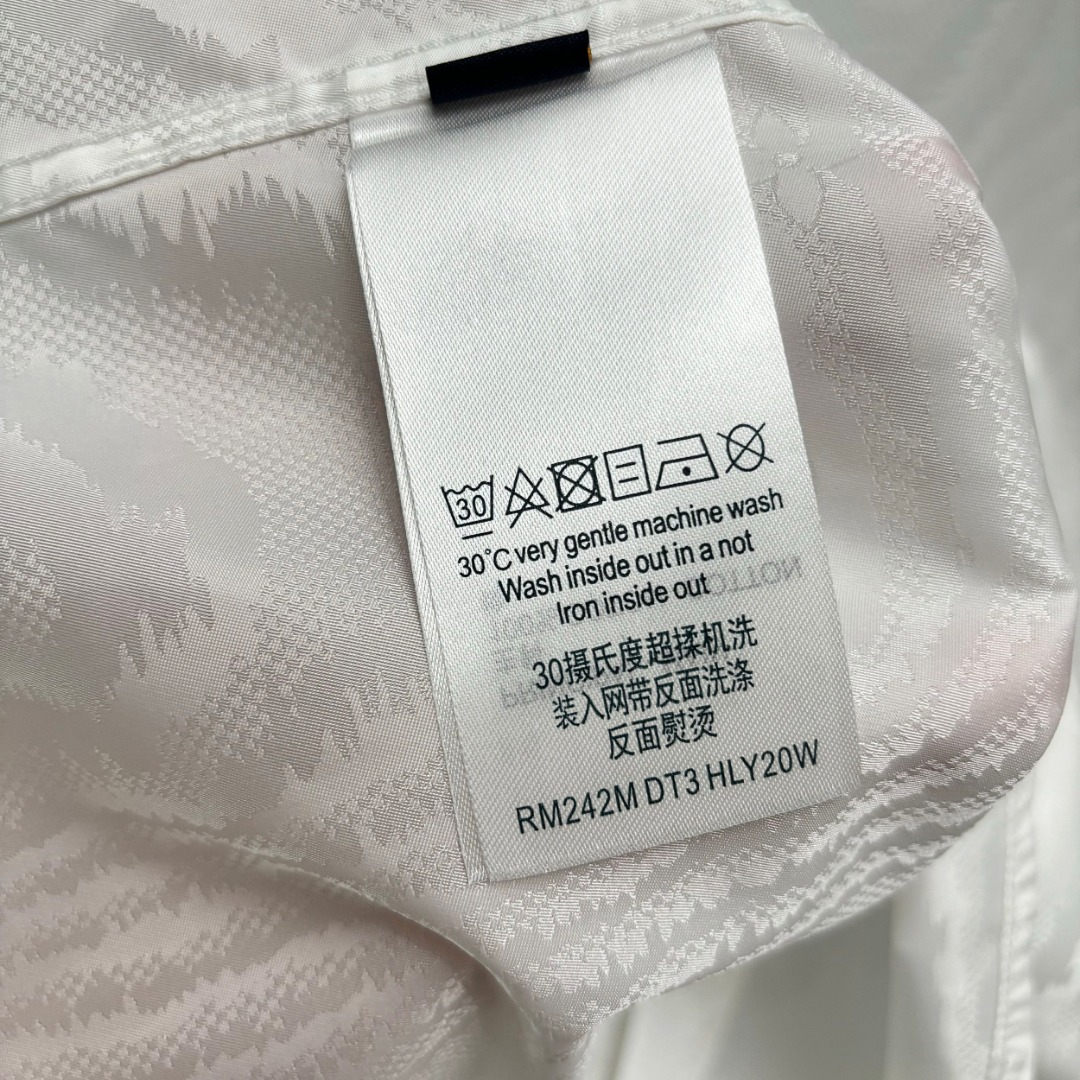 30
30°C very gentle machine wash
Wash inside out in a not
Iron inside out
30摄氏度超揉机洗
装入网带反面洗涤
反面熨烫
RM242M DT3 HLY20W